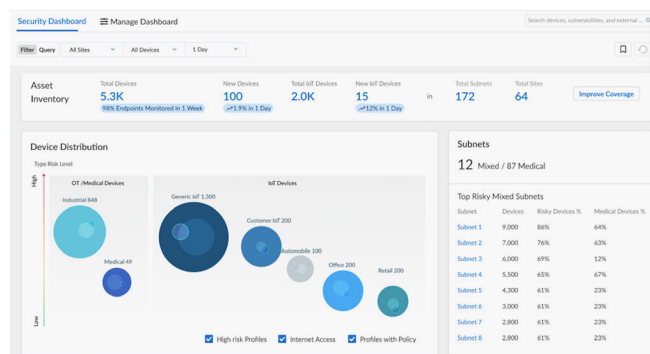 Security Dashboard Manage Dashboard Search devices, vulnerabilities, and external ...
Filter Query All Sites All Devices 1 Day
Asset Inventory
Total Devices New Devices Total IoT Devices New IoT Devices Total Subnets Total Sites
5.3K 100 2.0K 15 in 172 64 Improve Coverage
98% Endpoints Monitored in 1 Week 1.9% in 1 Day 12% in 1 Day
Device Distribution
Type Risk Level
High
Low
OT /Medical Devices IoT Devices
Industrial 848
Medical 49
Generic IoT 1,300
Customer IoT 200
Automobile 100
Office 200
Retail 200
High risk Profiles Internet Access Profiles with Policy
Subnets
12 Mixed / 87 Medical
Top Risky Mixed Subnets
Subnet Devices Risky Devices % Medical Devices %
Subnet 1 9,000 86% 64%
Subnet 2 7,000 76% 63%
Subnet 3 6,000 69% 12%
Subnet 4 5,500 65% 67%
Subnet 5 4,300 61% 23%
Subnet 6 3,000 61% 23%
Subnet 7 2,800 61% 23%
Subnet 8 2,800 61% 23%